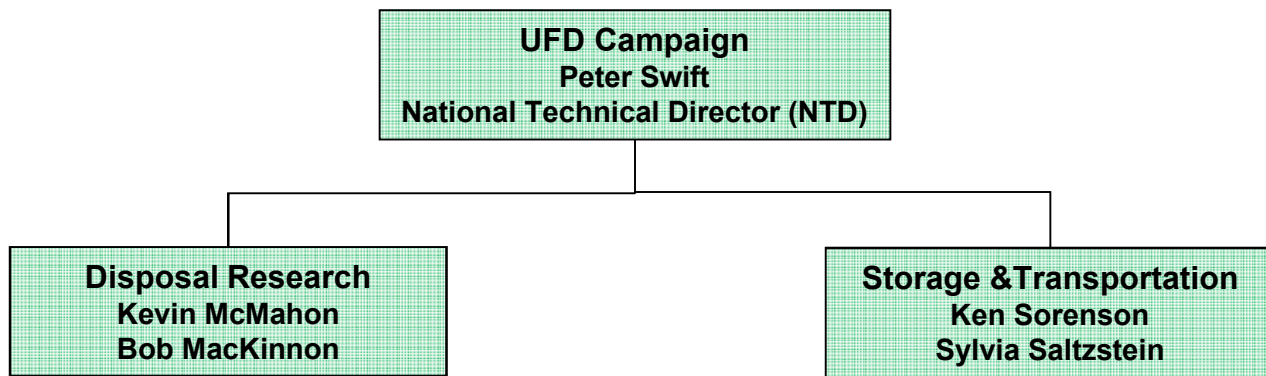 UFD Campaign
Peter Swift
National Technical Director (NTD)
Disposal Research
Kevin McMahon
Bob MacKinnon
Storage &Transportation
Ken Sorenson
Sylvia Saltzstein